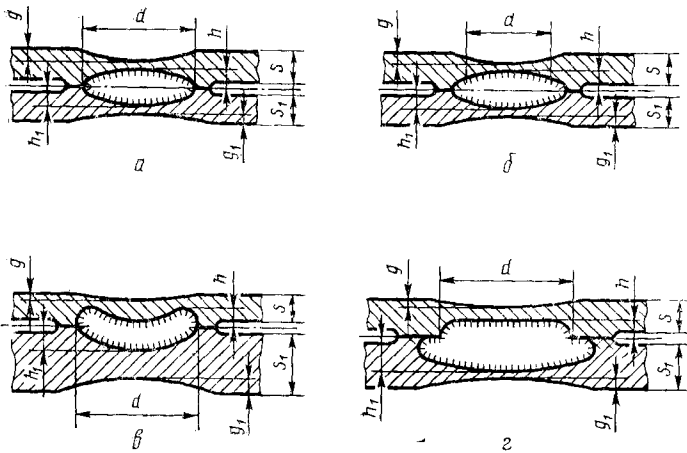 g d h S
h₁ S₁ g₁
а
g d h S
h₁ S₁ g₁
б
g h S
h₁ d S₁ g₁
в
g d h S
h₁ S₁ g₁
г